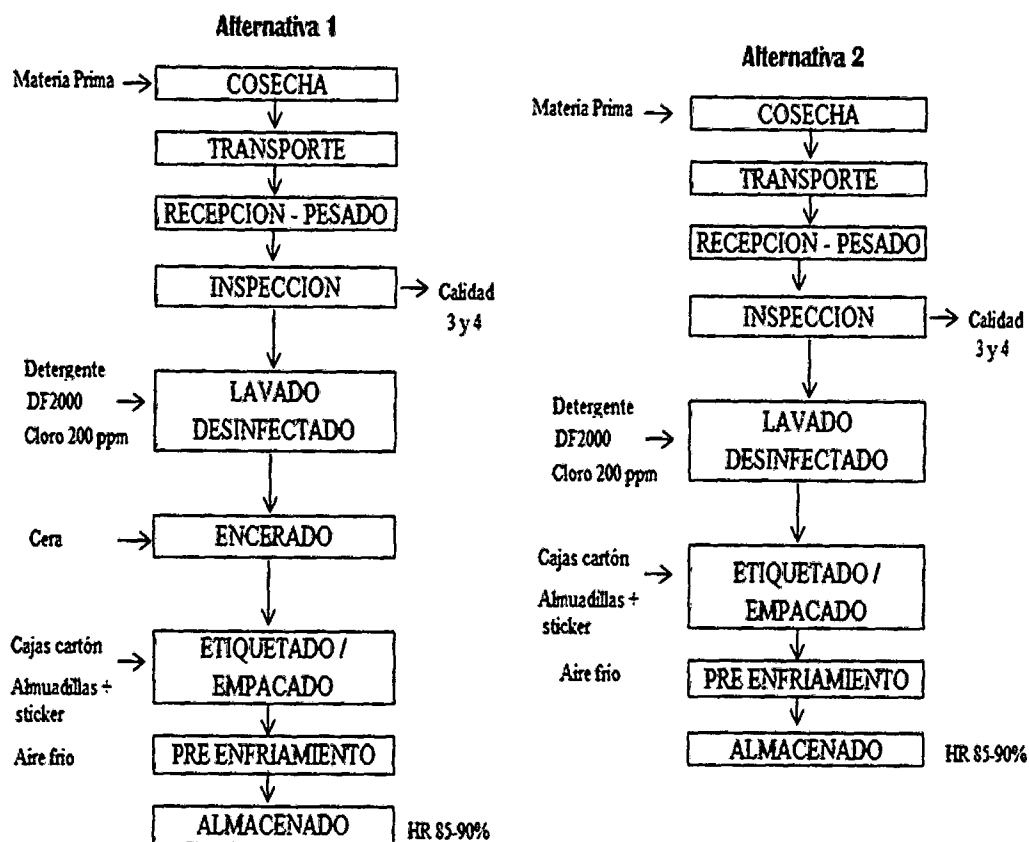 Alternativa 1
Materia Prima
COSECHA
TRANSPORTE
RECEPCION - PESADO
INSPECCION
Calidad
3 y 4
Detergente
DF2000
Cloro 200 ppm
LAVADO
DESINFECTADO
Cera
ENCERADO
Cajas cartón
Almuadillas +
sticker
ETIQUETADO /
EMPACADO
Aire frio
PRE ENFRIAMIENTO
ALMACENADO
HR 85-90%
Alternativa 2
Materia Prima
COSECHA
TRANSPORTE
RECEPCION - PESADO
INSPECCION
Calidad
3 y 4
Detergente
DF2000
Cloro 200 ppm
LAVADO
DESINFECTADO
Cajas cartón
Almuadillas +
sticker
ETIQUETADO /
EMPACADO
Aire frio
PRE ENFRIAMIENTO
ALMACENADO
HR 85-90%